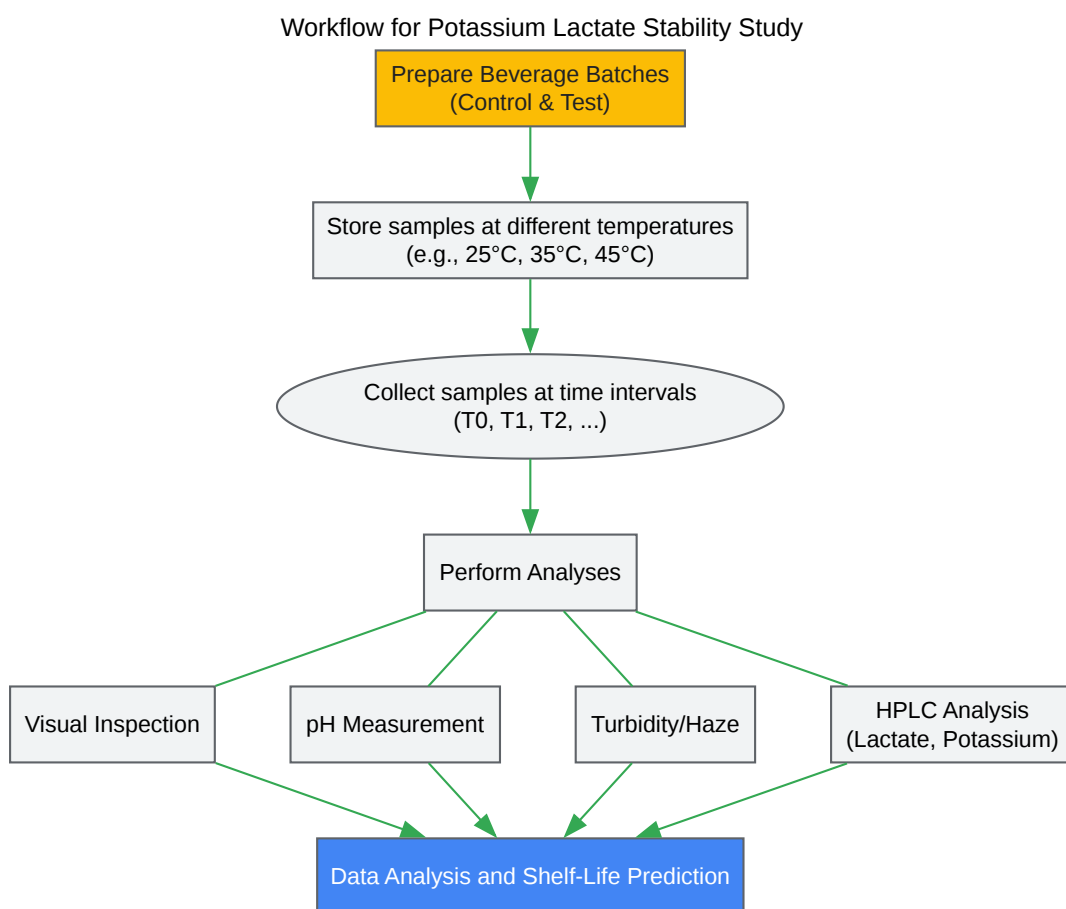 Workflow for Potassium Lactate Stability Study
Prepare Beverage Batches
(Control & Test)
Store samples at different temperatures
(e.g., 25°C, 35°C, 45°C)
Collect samples at time intervals
(T0, T1, T2, ...)
Perform Analyses
Visual Inspection
pH Measurement
Turbidity/Haze
HPLC Analysis
(Lactate, Potassium)
Data Analysis and Shelf-Life Prediction